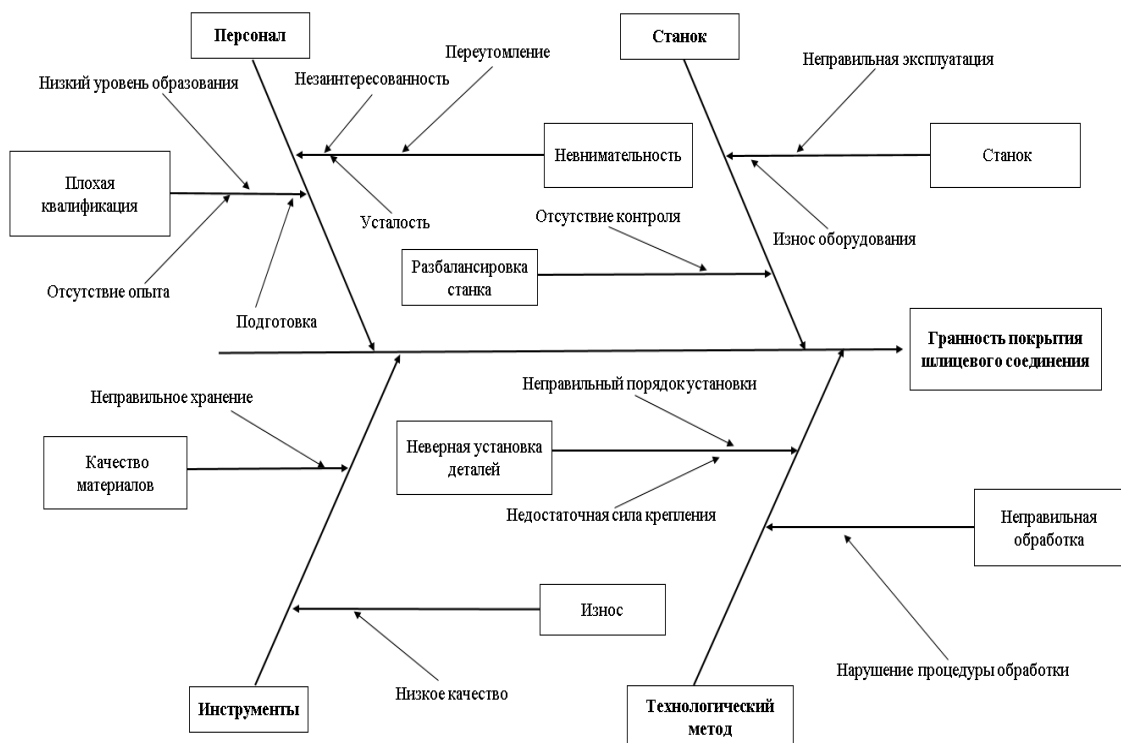 Персонал
Станок
Переутомление
Неправильная эксплуатация
Низкий уровень образования
Незаинтересованность
Невнимательность
Станок
Плохая
квалификация
Усталость
Отсутствие контроля
Износ оборудования
Разбалансировка
станка
Отсутствие опыта
Подготовка
Гранность покрытия
шлицевого соединения
Неправильный порядок установки
Неправильное хранение
Качество
материалов
Неверная установка
деталей
Недостаточная сила крепления
Неправильная
обработка
Износ
Нарушение процедуры обработки
Низкое качество
Инструменты
Технологический
метод